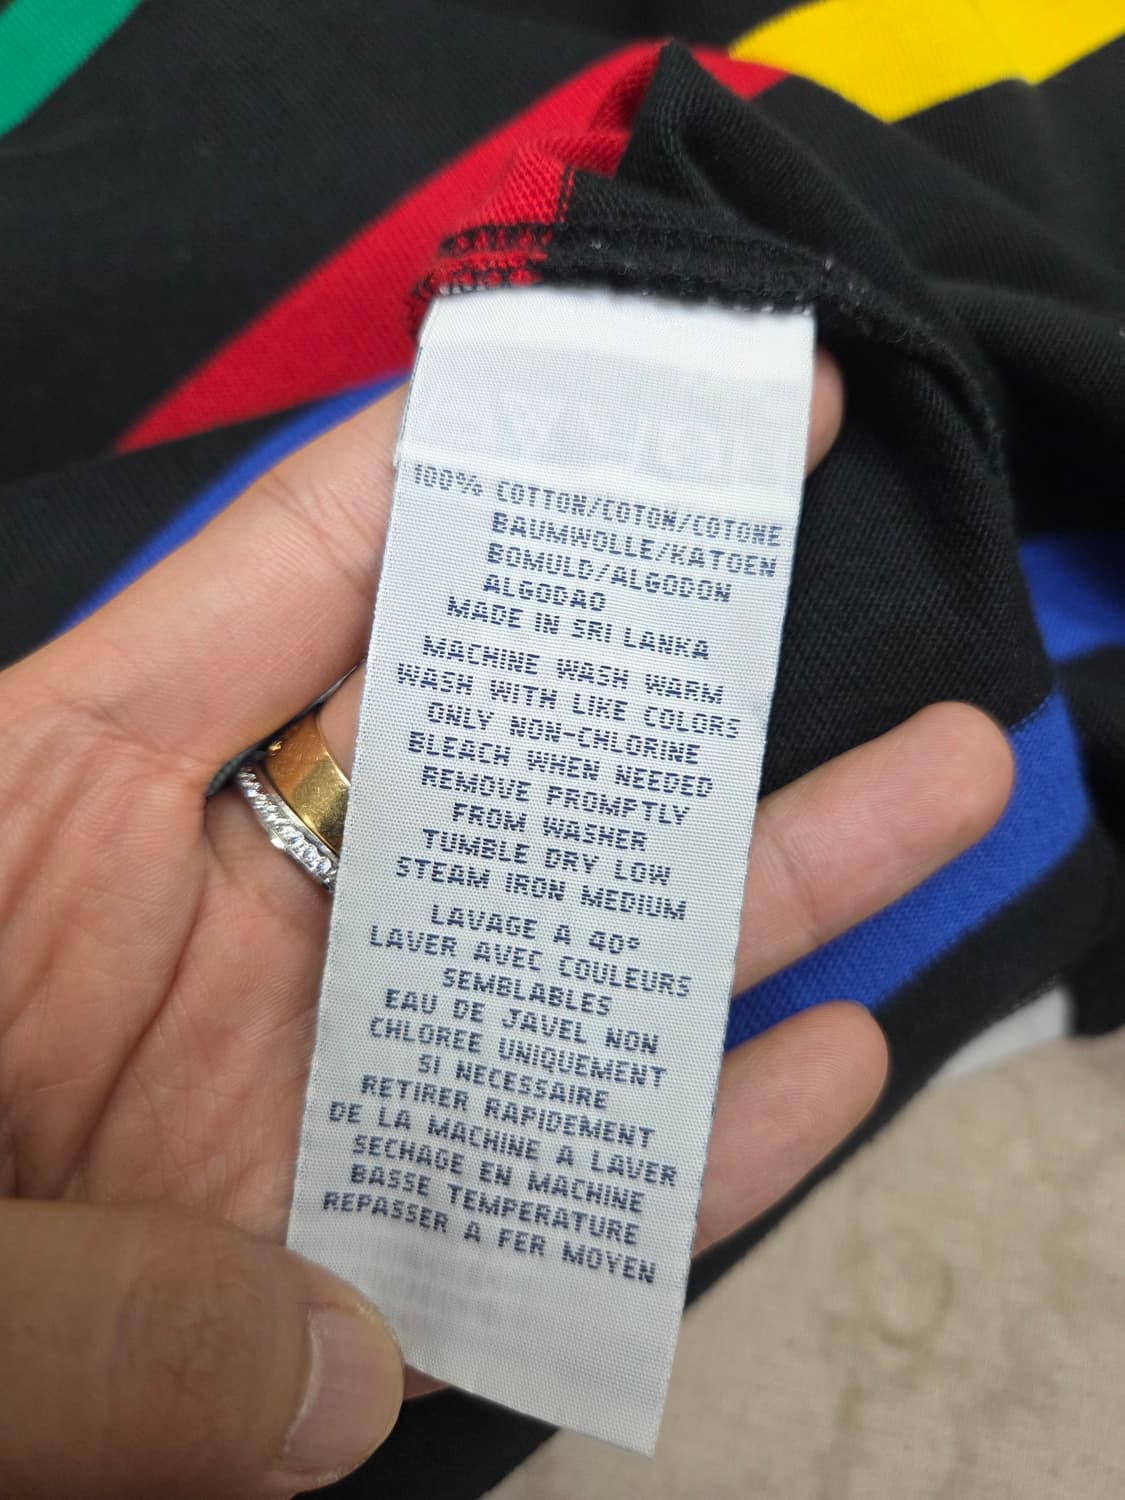 100% COTTON/COTON/COTONE
BAUMWOLLE/KATOEN
BOMULD/ALGODON
ALGODAO
MADE IN SRI LANKA
MACHINE WASH WARM
WASH WITH LIKE COLORS
ONLY NON-CHLORINE
BLEACH WHEN NEEDED
REMOVE PROMPTLY
FROM WASHER
TUMBLE DRY LOW
STEAM IRON MEDIUM
LAVAGE A 40°
LAVER AVEC COULEURS
SEMBLABLES
EAU DE JAVEL NON
CHLOREE UNIQUEMENT
SI NECESSAIRE
RETIRER RAPIDEMENT
DE LA MACHINE A LAVER
SECHAGE EN MACHINE
BASSE TEMPERATURE
REPASSER A FER MOYEN